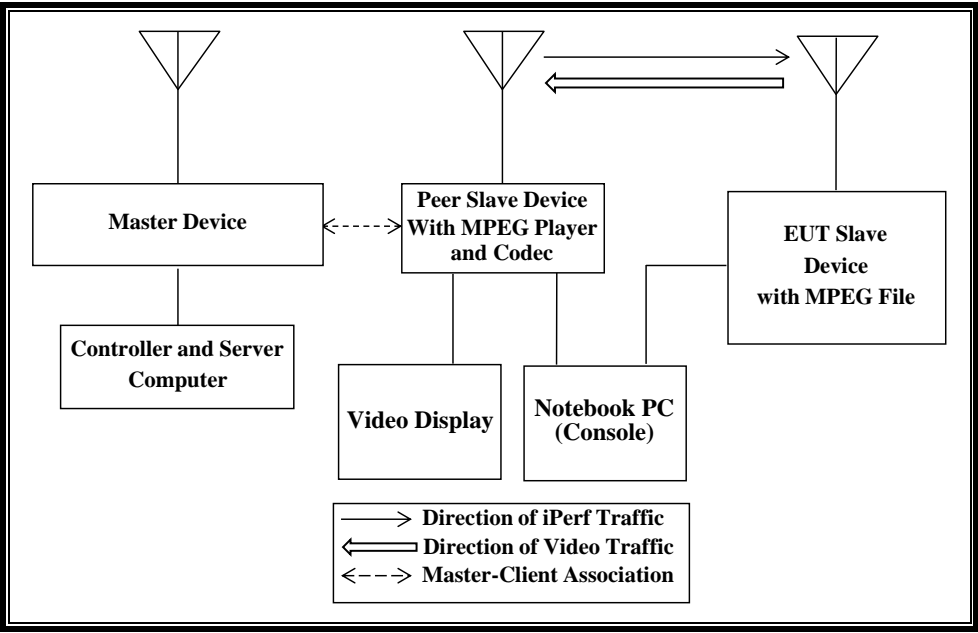 Master Device
Peer Slave Device
With MPEG Player
and Codec
EUT Slave
Device
with MPEG File
Controller and Server
Computer
Video Display
Notebook PC
(Console)
Direction of iPerf Traffic
Direction of Video Traffic
Master-Client Association